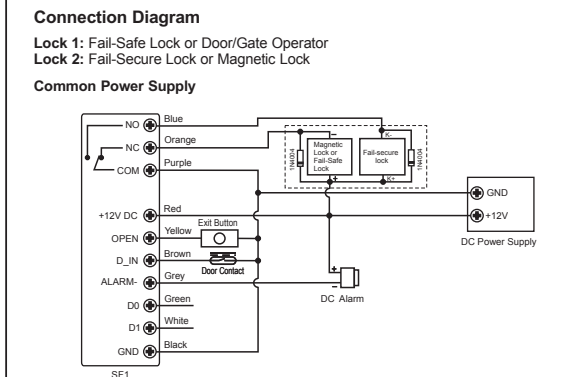 Connection Diagram
Lock 1: Fail-Safe Lock or Door/Gate Operator
Lock 2: Fail-Secure Lock or Magnetic Lock
Common Power Supply
NO
Blue
NC
Orange
COM
Purple
1N4004
−
Magnetic
Lock or
Fail-Safe
Lock
+
K-
Fail-secure
lock
K+
1N4004
GND
+12V
DC Power Supply
+12V DC
Red
OPEN
Yellow
Exit Button
D_IN
Brown
Door Contact
ALARM-
Grey
+
−
DC Alarm
D0
Green
D1
White
GND
Black
SF1